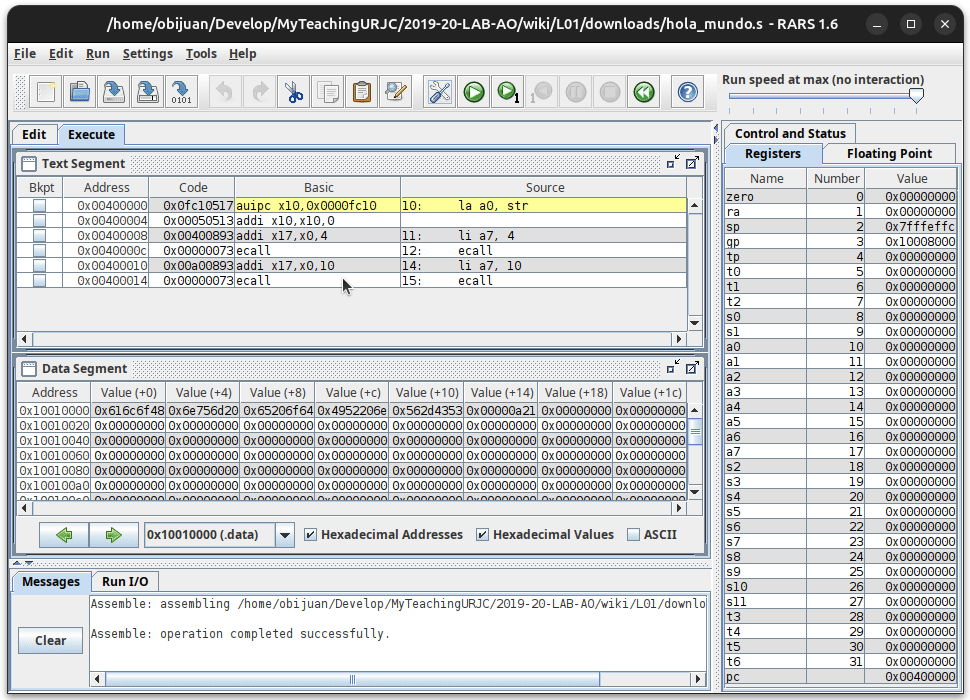 /home/obijuan/Develop/MyTeachingURJC/2019-20-LAB-AO/wiki/L01/downloads/hola_mundo.s - RARS 1.6
File Edit Run Settings Tools Help
0101
1
1
Run speed at max (no interaction)
Edit Execute
Text Segment
Bkpt Address Code Basic Source
0x00400000 0x0fc10517 auipc x10,0x0000fc10 10: la a0, str
0x00400004 0x00050513 addi x10,x10,0
0x00400008 0x00400893 addi x17,x0,4 11: li a7, 4
0x0040000c 0x00000073 ecall 12: ecall
0x00400010 0x00a00893 addi x17,x0,10 14: li a7, 10
0x00400014 0x00000073 ecall 15: ecall
Data Segment
Address Value (+0) Value (+4) Value (+8) Value (+c) Value (+10) Value (+14) Value (+18) Value (+1c)
0x10010000 0x616c6f48 0x6e756d20 0x65206f64 0x4952206e 0x562d4353 0x00000a21 0x00000000 0x00000000
0x10010020 0x00000000 0x00000000 0x00000000 0x00000000 0x00000000 0x00000000 0x00000000 0x00000000
0x10010040 0x00000000 0x00000000 0x00000000 0x00000000 0x00000000 0x00000000 0x00000000 0x00000000
0x10010060 0x00000000 0x00000000 0x00000000 0x00000000 0x00000000 0x00000000 0x00000000 0x00000000
0x10010080 0x00000000 0x00000000 0x00000000 0x00000000 0x00000000 0x00000000 0x00000000 0x00000000
0x100100a0 0x00000000 0x00000000 0x00000000 0x00000000 0x00000000 0x00000000 0x00000000 0x00000000
0x10010000 (.data) Hexadecimal Addresses Hexadecimal Values ASCII
Messages Run I/O
Assemble: assembling /home/obijuan/Develop/MyTeachingURJC/2019-20-LAB-AO/wiki/L01/downlo
Assemble: operation completed successfully.
Clear
Control and Status
Registers Floating Point
Name Number Value
zero 0 0x00000000
ra 1 0x00000000
sp 2 0x7fffeffc
gp 3 0x10008000
tp 4 0x00000000
t0 5 0x00000000
t1 6 0x00000000
t2 7 0x00000000
s0 8 0x00000000
s1 9 0x00000000
a0 10 0x00000000
a1 11 0x00000000
a2 12 0x00000000
a3 13 0x00000000
a4 14 0x00000000
a5 15 0x00000000
a6 16 0x00000000
a7 17 0x00000000
s2 18 0x00000000
s3 19 0x00000000
s4 20 0x00000000
s5 21 0x00000000
s6 22 0x00000000
s7 23 0x00000000
s8 24 0x00000000
s9 25 0x00000000
s10 26 0x00000000
s11 27 0x00000000
t3 28 0x00000000
t4 29 0x00000000
t5 30 0x00000000
t6 31 0x00000000
pc 0x00400000